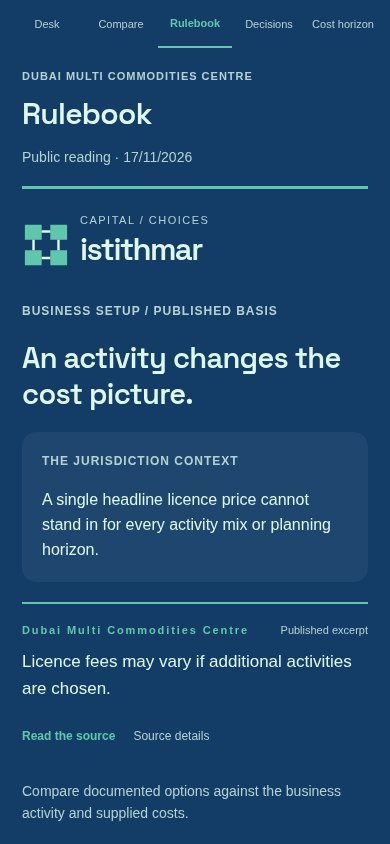 Desk Compare Rulebook Decisions Cost horizon
DUBAI MULTI COMMODITIES CENTRE
Rulebook
Public reading · 17/11/2026
CAPITAL / CHOICES
istithmar
BUSINESS SETUP / PUBLISHED BASIS
An activity changes the
cost picture.
THE JURISDICTION CONTEXT
A single headline licence price cannot
stand in for every activity mix or planning
horizon.
Dubai Multi Commodities Centre Published excerpt
Licence fees may vary if additional activities
are chosen.
Read the source Source details
Compare documented options against the business
activity and supplied costs.